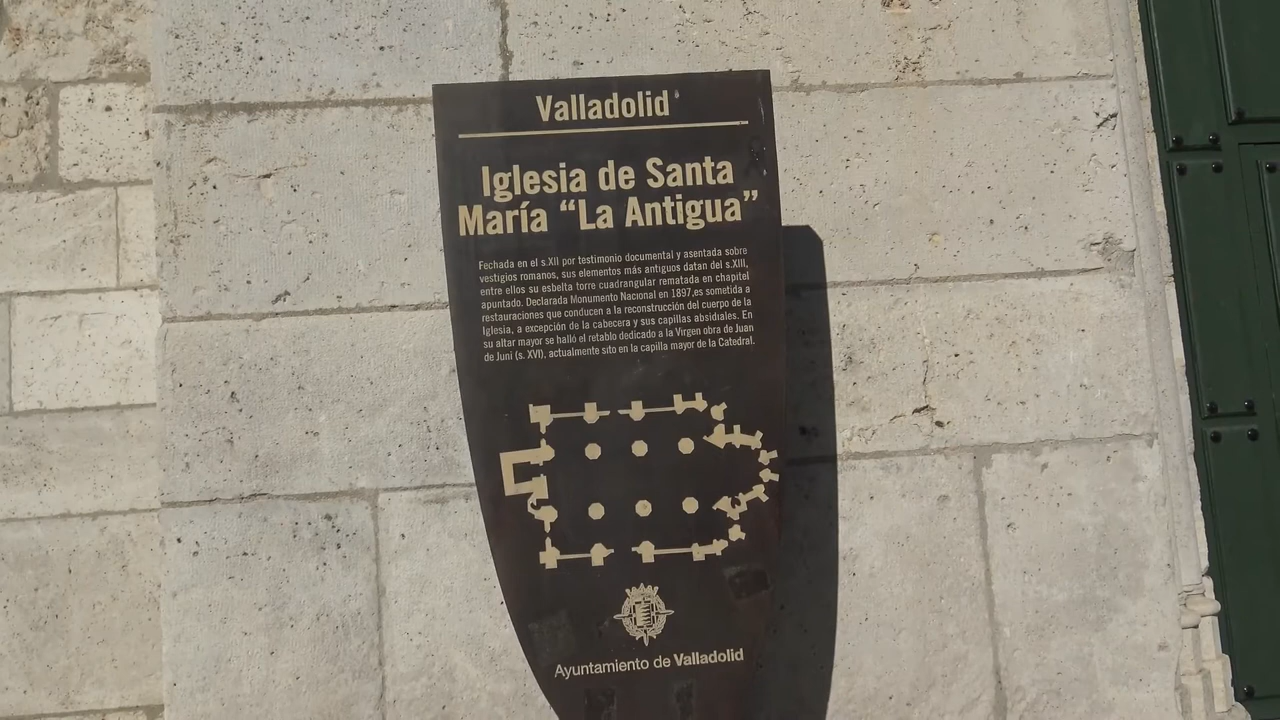 Valladolid
Iglesia de Santa
María “La Antigua”
Fechada en el s.XII por testimonio documental y asentada sobre
vestigios romanos, sus elementos más antiguos datan del s.XIII,
entre ellos su esbelta torre cuadrangular rematada en chapitel
apuntado. Declarada Monumento Nacional en 1897,es sometida a
restauraciones que conducen a la reconstrucción del cuerpo de la
Iglesia, a excepción de la cabecera y sus capillas absidiales. En
su altar mayor se halló el retablo dedicado a la Virgen obra de Juan
de Juni (s. XVI), actualmente sito en la capilla mayor de la Catedral.
Ayuntamiento de Valladolid